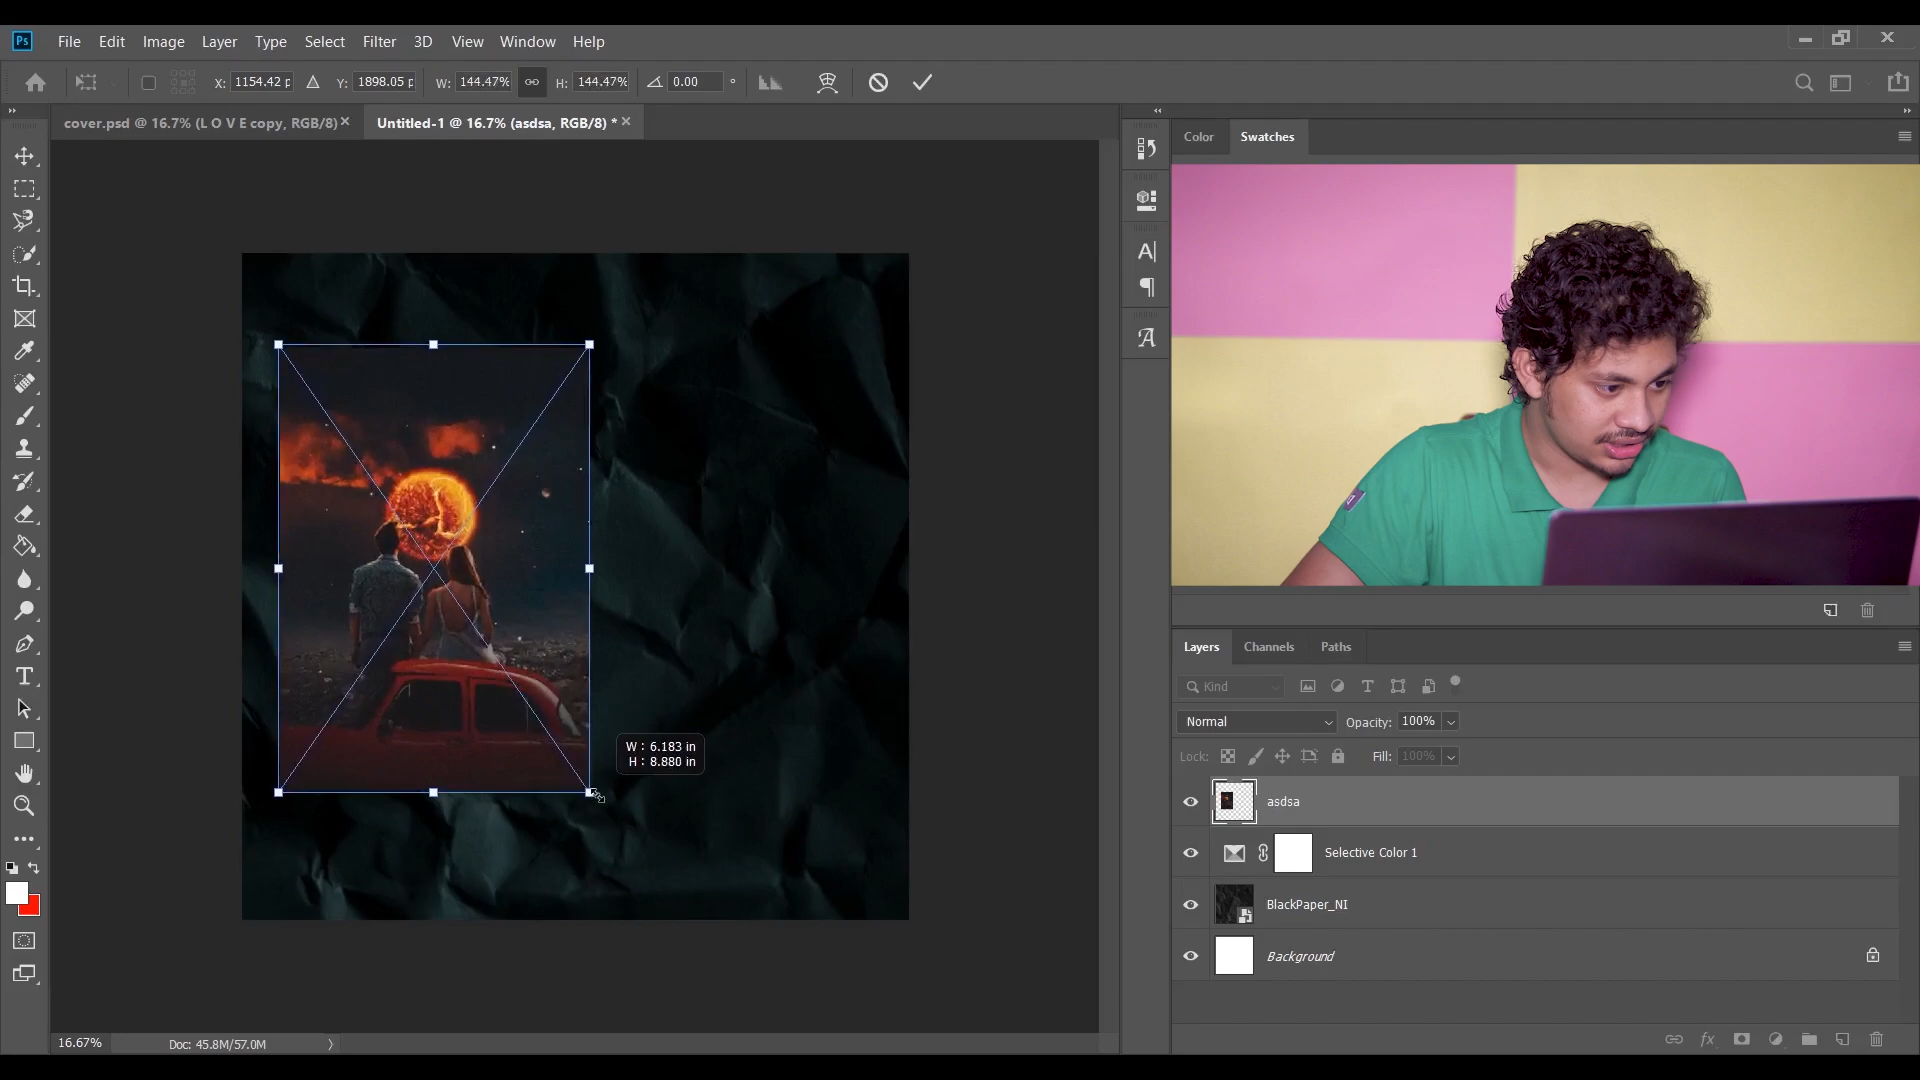 Ps File Edit Image Layer Type Select Filter 3D View Window Help
X: 1154.42 p Y: 1898.05 p W: 144.47% H: 144.47% 0.00 °
cover.psd @ 16.7% (L O V E copy, RGB/8) × Untitled-1 @ 16.7% (asdsa, RGB/8) * ×
Color Swatches
W : 6.183 in
H : 8.880 in
Layers Channels Paths
Kind
Normal Opacity: 100%
Lock: Fill: 100%
asdsa
Selective Color 1
BlackPaper_NI
Background
fx
16.67% Doc: 45.8M/57.0M